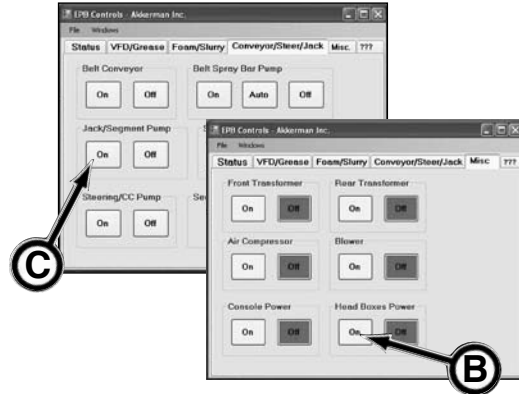 EPB Controls - Akkerman Inc.
File Windows
Status VFD/Grease Foam/Slurry Conveyor/Steer/Jack Misc. ???
Belt Conveyor Belt Spray Bar Pump
On Off On Auto Off
Jack/Segment Pump S
On Off
Steering/CC Pump Se
On Off
C
EPB Controls - Akkerman Inc.
File Windows
Status VFD/Grease Foam/Slurry Conveyor/Steer/Jack Misc ???
Front Transformer Rear Transformer
On Off On Off
Air Compressor Blower
On Off On Off
Console Power Head Boxes Power
On Off On Off
B